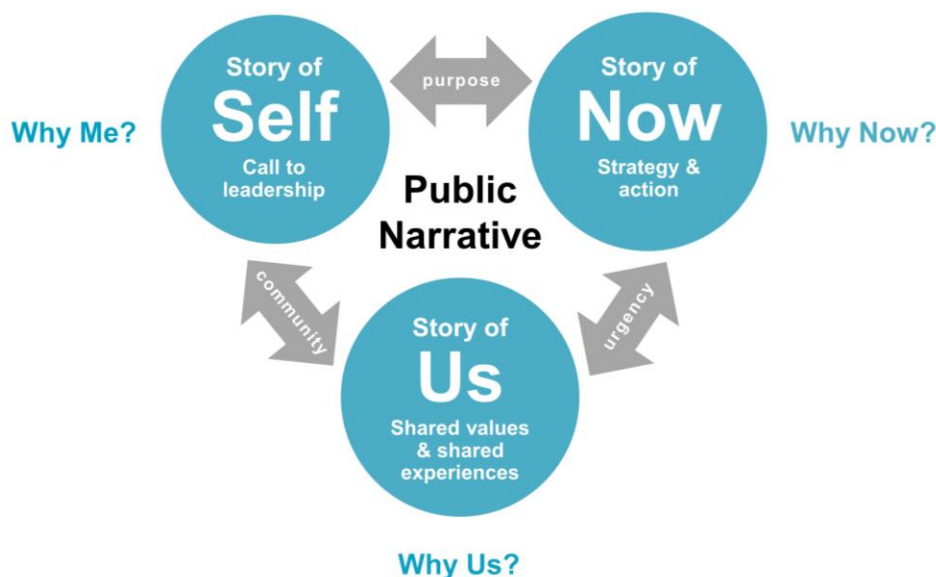 Story of
Self
Call to
leadership
purpose
Story of
Now
Strategy &
action
Why Me?
Why Now?
Public
Narrative
community
urgency
Story of
Us
Shared values
& shared
experiences
Why Us?